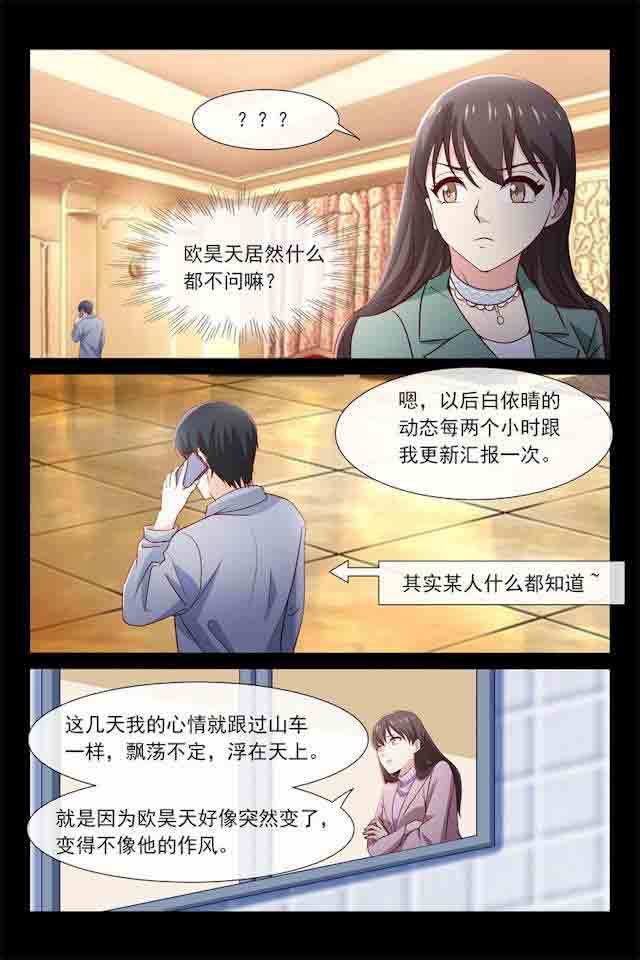 ？？？
欧昊天居然什么
都不问嘛？
嗯，以后白依晴的
动态每两个小时跟
我更新汇报一次。
其实某人什么都知道~
这几天我的心情就跟过山车
一样，飘荡不定，浮在天上。
就是因为欧昊天好像突然变了，
变得不像他的作风。